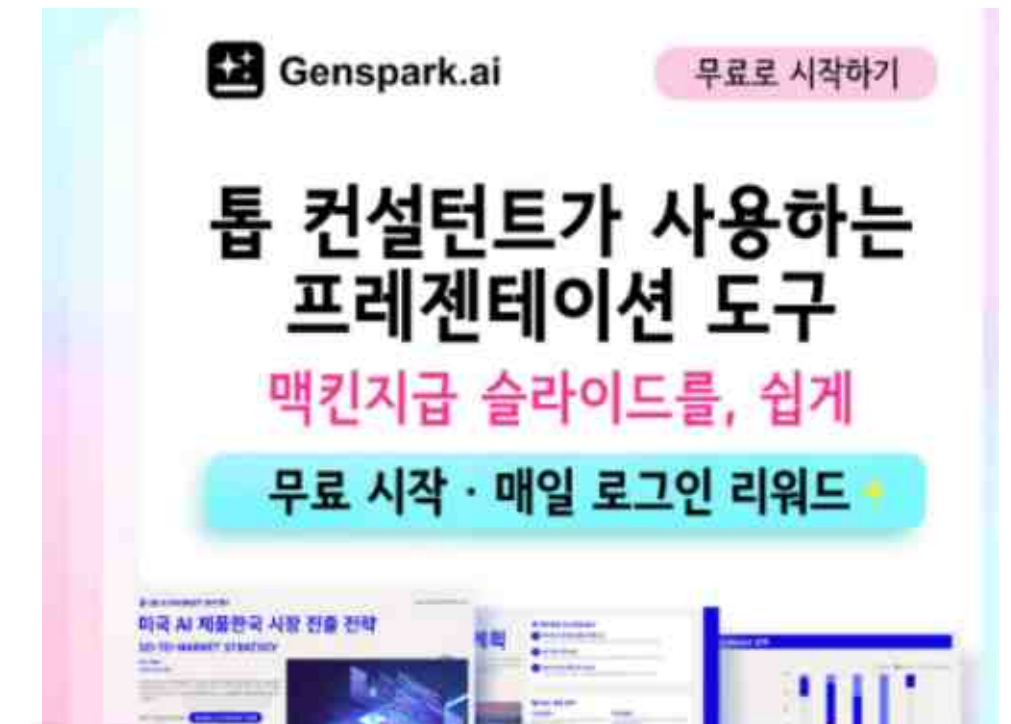 Genspark.ai
무료로 시작하기
톱 컨설턴트가 사용하는
프레젠테이션 도구
맥킨지급 슬라이드를, 쉽게
무료 시작 · 매일 로그인 리워드
미국 AI 제품한국 시장 진출 전략
GO-TO-MARKET STRATEGY
계획